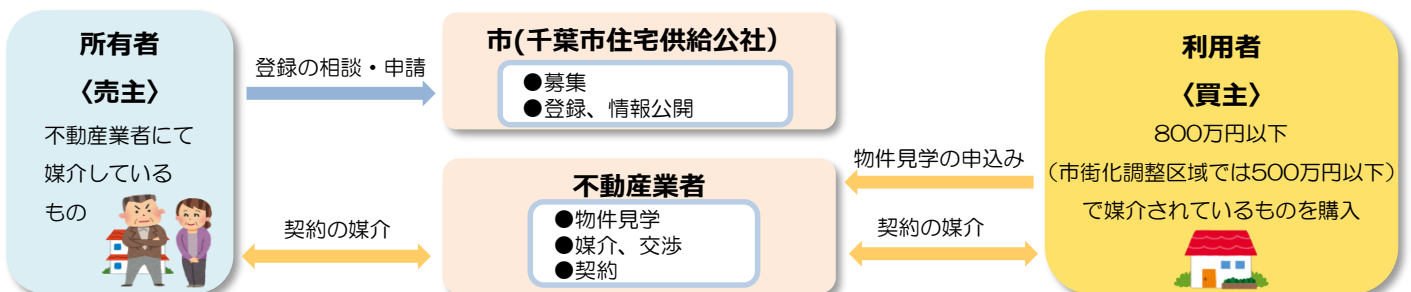 所有者
〈売主〉
不動産業者にて
媒介している
もの
登録の相談・申請
契約の媒介
市(千葉市住宅供給公社）
●募集
●登録、情報公開
不動産業者
●物件見学
●媒介、交渉
●契約
物件見学の申込み
契約の媒介
利用者
〈買主〉
800万円以下
（市街化調整区域では500万円以下）
で媒介されているものを購入